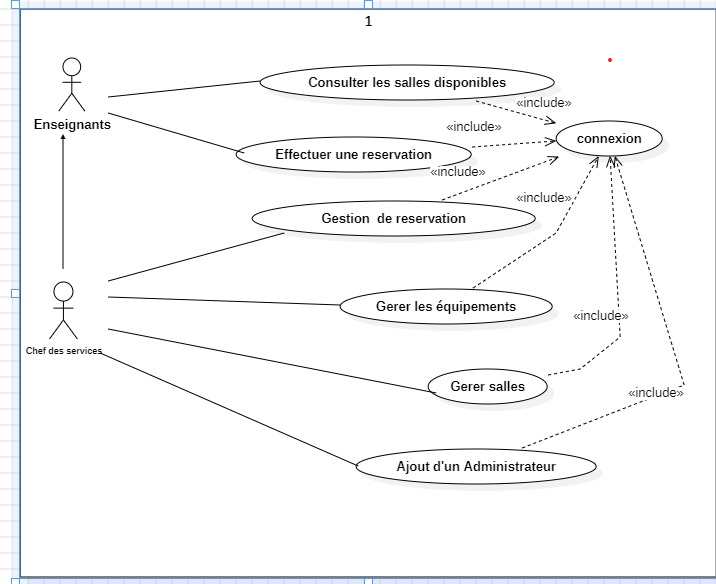 1
Consulter les salles disponibles
«include»
Enseignants
«include»
connexion
Effectuer une reservation
«include»
«include»
Gestion  de reservation
Gerer les équipements
«include»
Chef des services
Gerer salles
«include»
Ajout d'un Administrateur